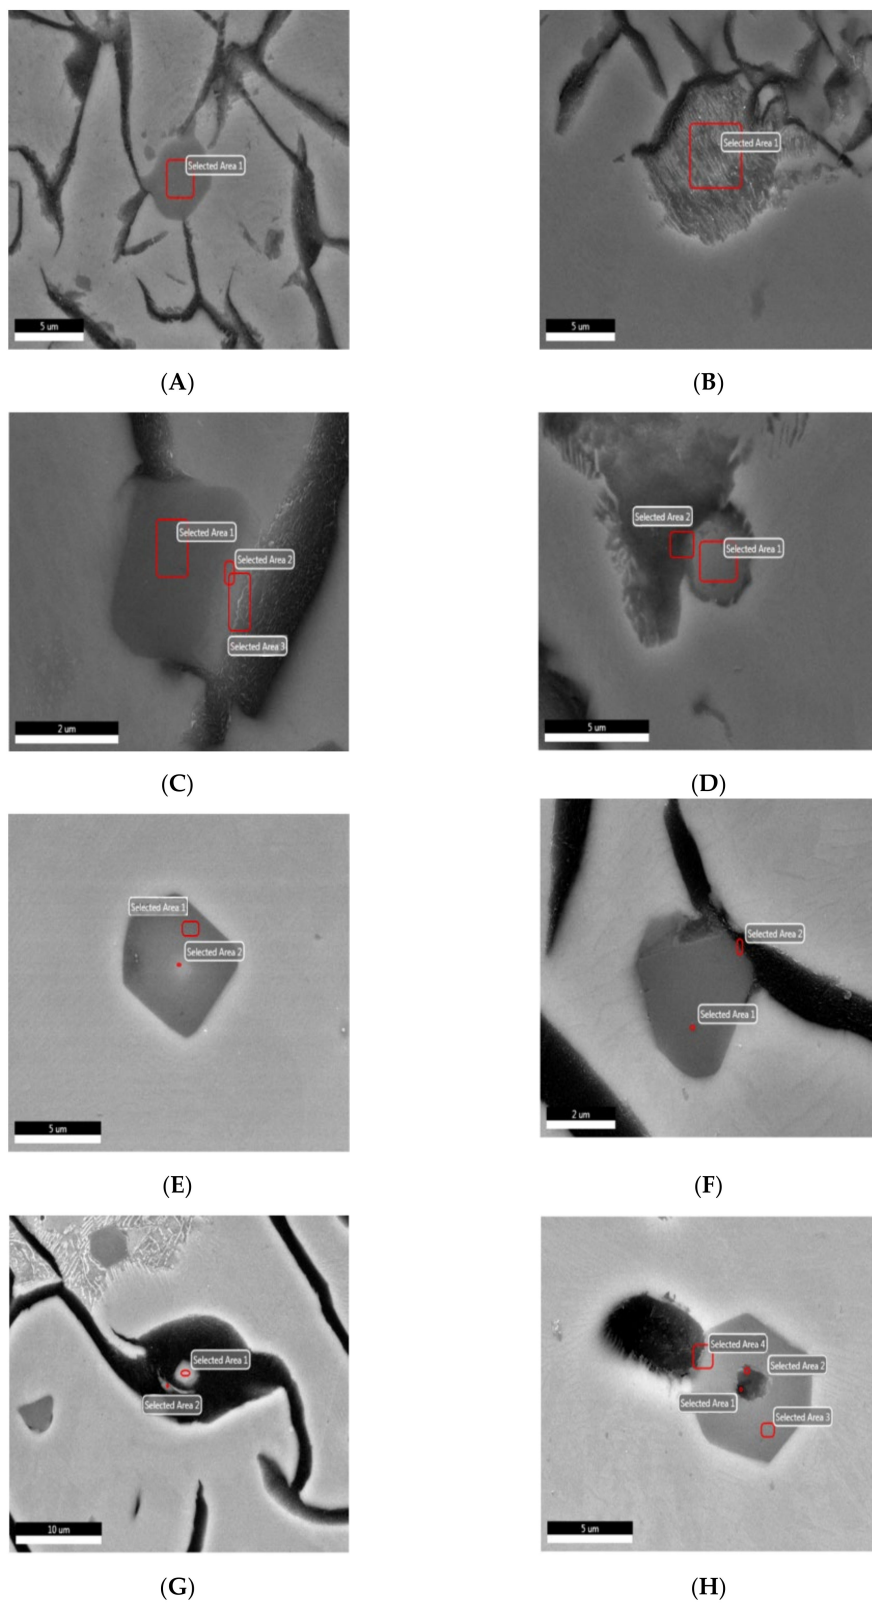 Selected Area 1
5 um
(A)
Selected Area 1
5 um
(B)
Selected Area 1
Selected Area 2
Selected Area 3
2 um
(C)
Selected Area 2
Selected Area 1
5 um
(D)
Selected Area 1
Selected Area 2
5 um
(E)
Selected Area 2
Selected Area 1
2 um
(F)
Selected Area 1
Selected Area 2
10 um
(G)
Selected Area 4
Selected Area 2
Selected Area 1
Selected Area 3
5 um
(H)